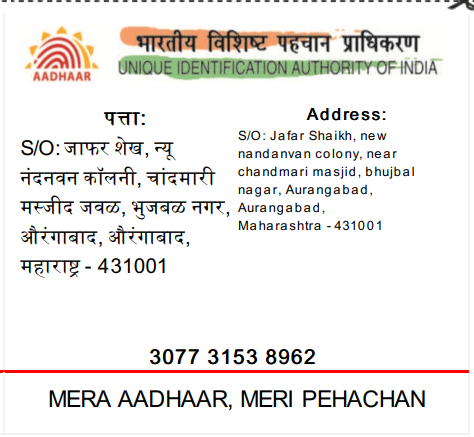 AADHAAR
भारतीय विशिष्ट पहचान प्राधिकरण
UNIQUE IDENTIFICATION AUTHORITY OF INDIA
पत्ता:
S/O: जाफर शेख, न्यू
नंदनवन कॉलनी, चांदमारी
मस्जीद जवळ, भुजबळ नगर,
औरंगाबाद, औरंगाबाद,
महाराष्ट्र - 431001
Address:
S/O: Jafar Shaikh, new
nandanvan colony, near
chandmari masjid, bhujbal
nagar, Aurangabad,
Aurangabad,
Maharashtra - 431001
3077 3153 8962
MERA AADHAAR, MERI PEHACHAN